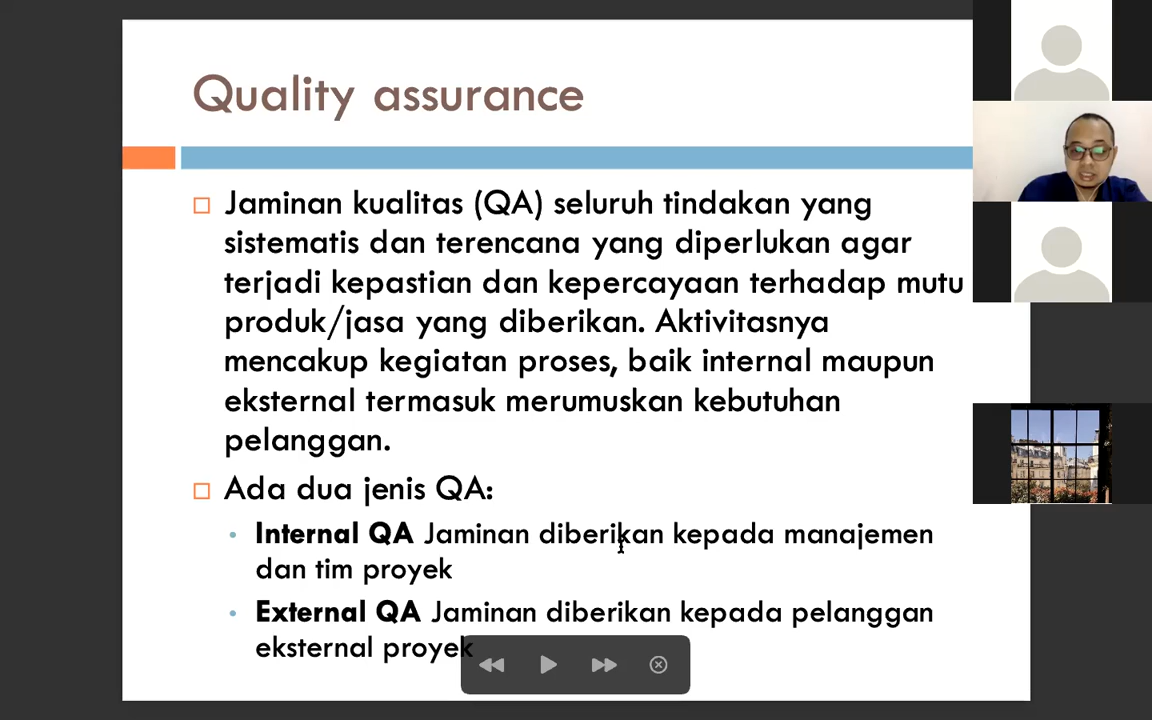 Quality assurance
Jaminan kualitas (QA) seluruh tindakan yang
sistematis dan terencana yang diperlukan agar
terjadi kepastian dan kepercayaan terhadap mutu
produk/jasa yang diberikan. Aktivitasnya
mencakup kegiatan proses, baik internal maupun
eksternal termasuk merumuskan kebutuhan
pelanggan.
Ada dua jenis QA:
Internal QA Jaminan diberikan kepada manajemen
dan tim proyek
External QA Jaminan diberikan kepada pelanggan
eksternal proyek